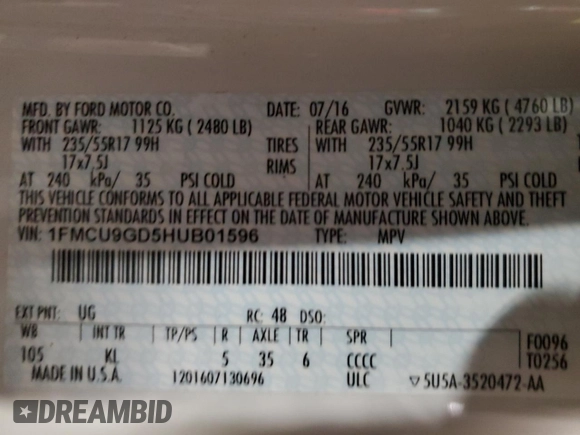 MFD. BY FORD MOTOR CO. DATE: 07/16 GVWR: 2159 KG ( 4760 LB)
FRONT GAWR: 1125 KG ( 2480 LB) REAR GAWR: 1040 KG ( 2293 LB)
WITH 235/55R17 99H TIRES WITH 235/55R17 99H
17x7.5J RIMS 17x7.5J
AT 240 kPa/ 35 PSI COLD AT 240 kPa/ 35 PSI COLD
THIS VEHICLE CONFORMS TO ALL APPLICABLE FEDERAL MOTOR VEHICLE SAFETY AND THEFT
PREVENTION STANDARDS IN EFFECT ON THE DATE OF MANUFACTURE SHOWN ABOVE.
VIN: 1FMCU9GD5HUB01596 TYPE: MPV
EXT PNT: UG RC: 48 DSO:
WB INT TR TP/PS R AXLE TR SPR F0096
105 KL 5 35 6 CCCC T0256
MADE IN U.S.A. 1201607130696 ULC ▽5U5A-3520472-AA
DREAMBID